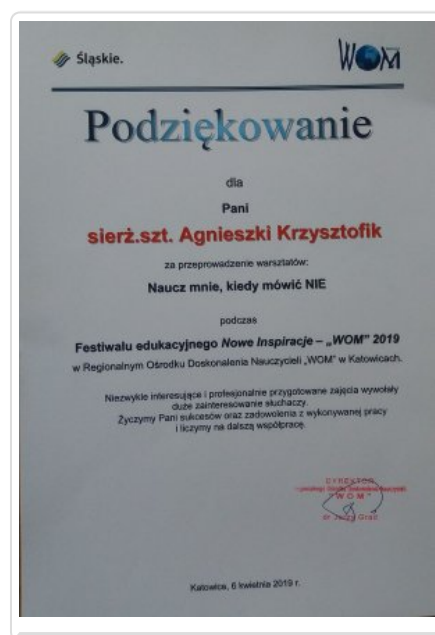 Śląskie.
WOM
Podziękowanie
dla
Pani
sierż.szt. Agnieszki Krzysztofik
za przeprowadzenie warsztatów:
Naucz mnie, kiedy mówić NIE
podczas
Festiwalu edukacyjnego Nowe Inspiracje – „WOM” 2019
w Regionalnym Ośrodku Doskonalenia Nauczycieli „WOM” w Katowicach.
Niezwykle interesujące i profesjonalnie przygotowane zajęcia wywołały
duże zainteresowanie słuchaczy.
Życzymy Pani sukcesów oraz zadowolenia z wykonywanej pracy
i liczymy na dalszą współpracę.
DYREKTOR
"WOM"
dr Jerzy
Katowice, 6 kwietnia 2019 r.